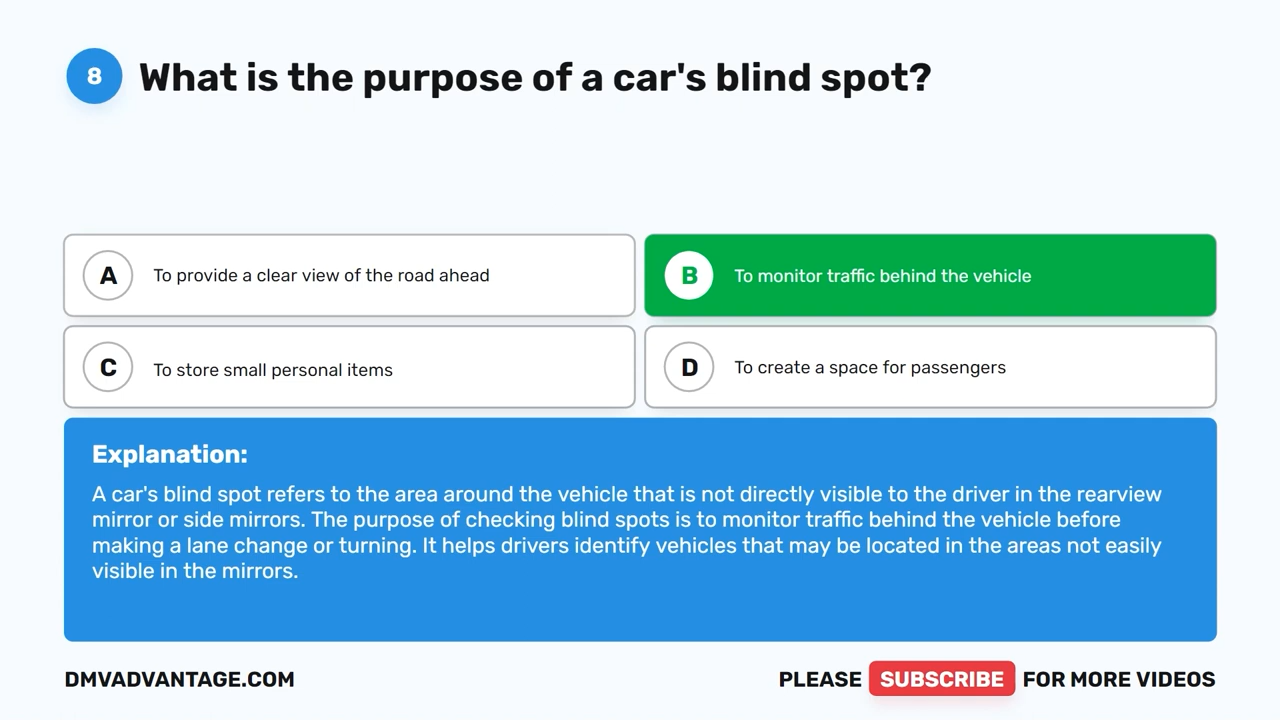 8 What is the purpose of a car's blind spot?
A To provide a clear view of the road ahead
B To monitor traffic behind the vehicle
C To store small personal items
D To create a space for passengers
Explanation:
A car's blind spot refers to the area around the vehicle that is not directly visible to the driver in the rearview
mirror or side mirrors. The purpose of checking blind spots is to monitor traffic behind the vehicle before
making a lane change or turning. It helps drivers identify vehicles that may be located in the areas not easily
visible in the mirrors.
DMVADVANTAGE.COM
PLEASE SUBSCRIBE FOR MORE VIDEOS